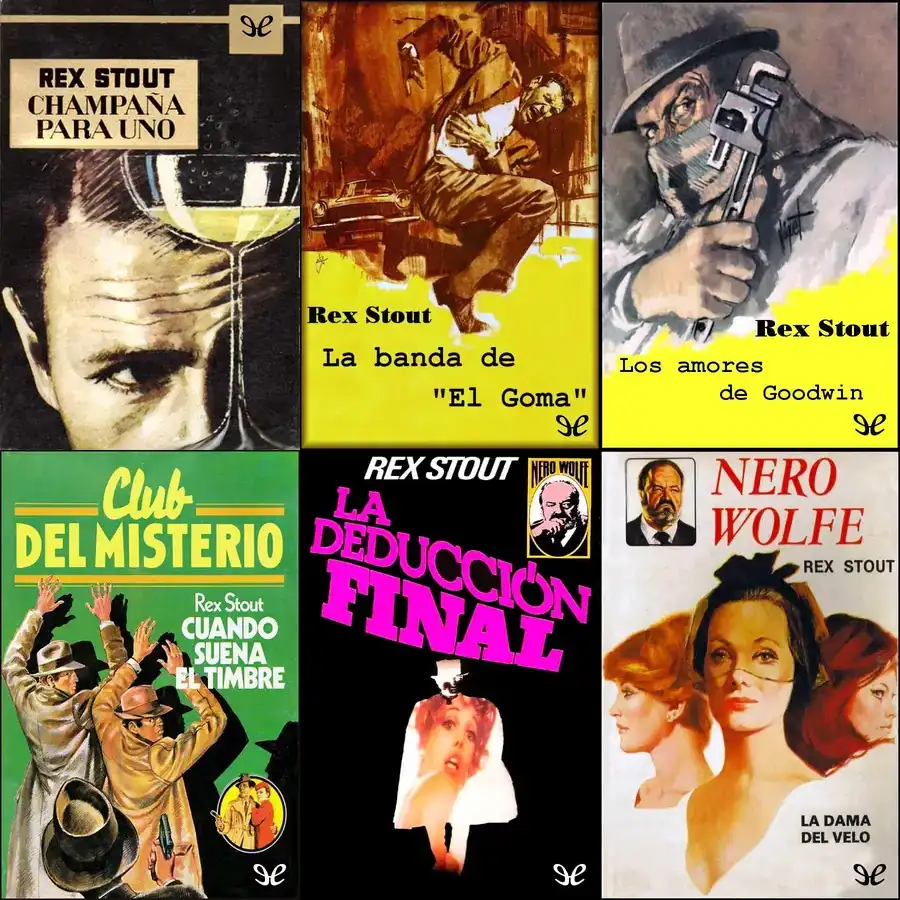 REX STOUT
CHAMPAÑA
PARA UNO
Rex Stout
La banda de
"El Goma"
Rex Stout
Los amores
de Goodwin
Club
DEL MISTERIO
Rex Stout
CUANDO
SUENA
EL TIMBRE
REX STOUT
NERO WOLFE
LA
DEDUCCIÓN
FINAL
NERO
WOLFE
REX STOUT
LA DAMA
DEL VELO